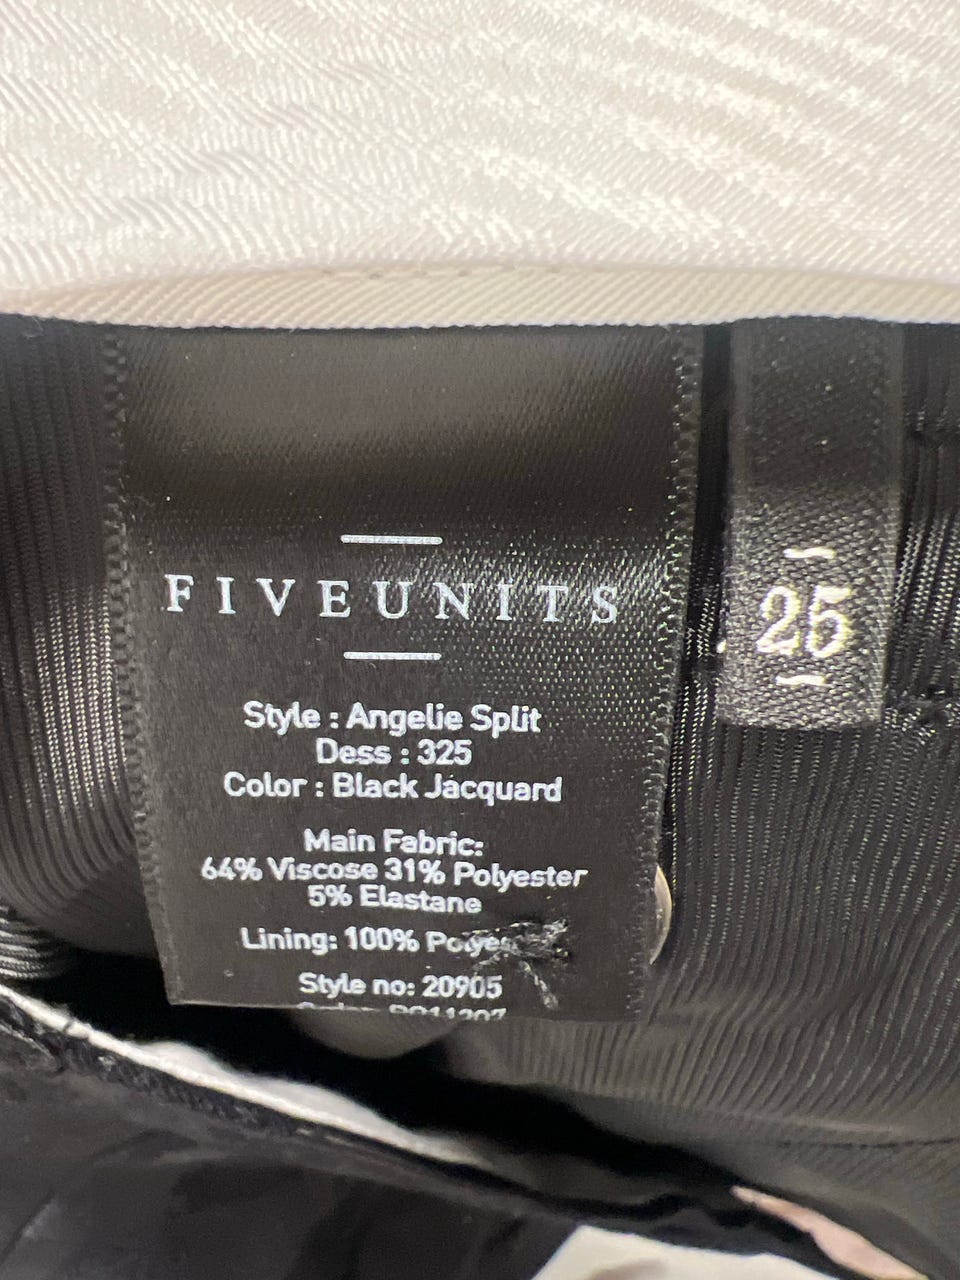 FIVEUNITS
25
Style : Angelie Split
Dess : 325
Color : Black Jacquard
Main Fabric:
64% Viscose 31% Polyester
5% Elastane
Lining: 100%
Style no: 20905